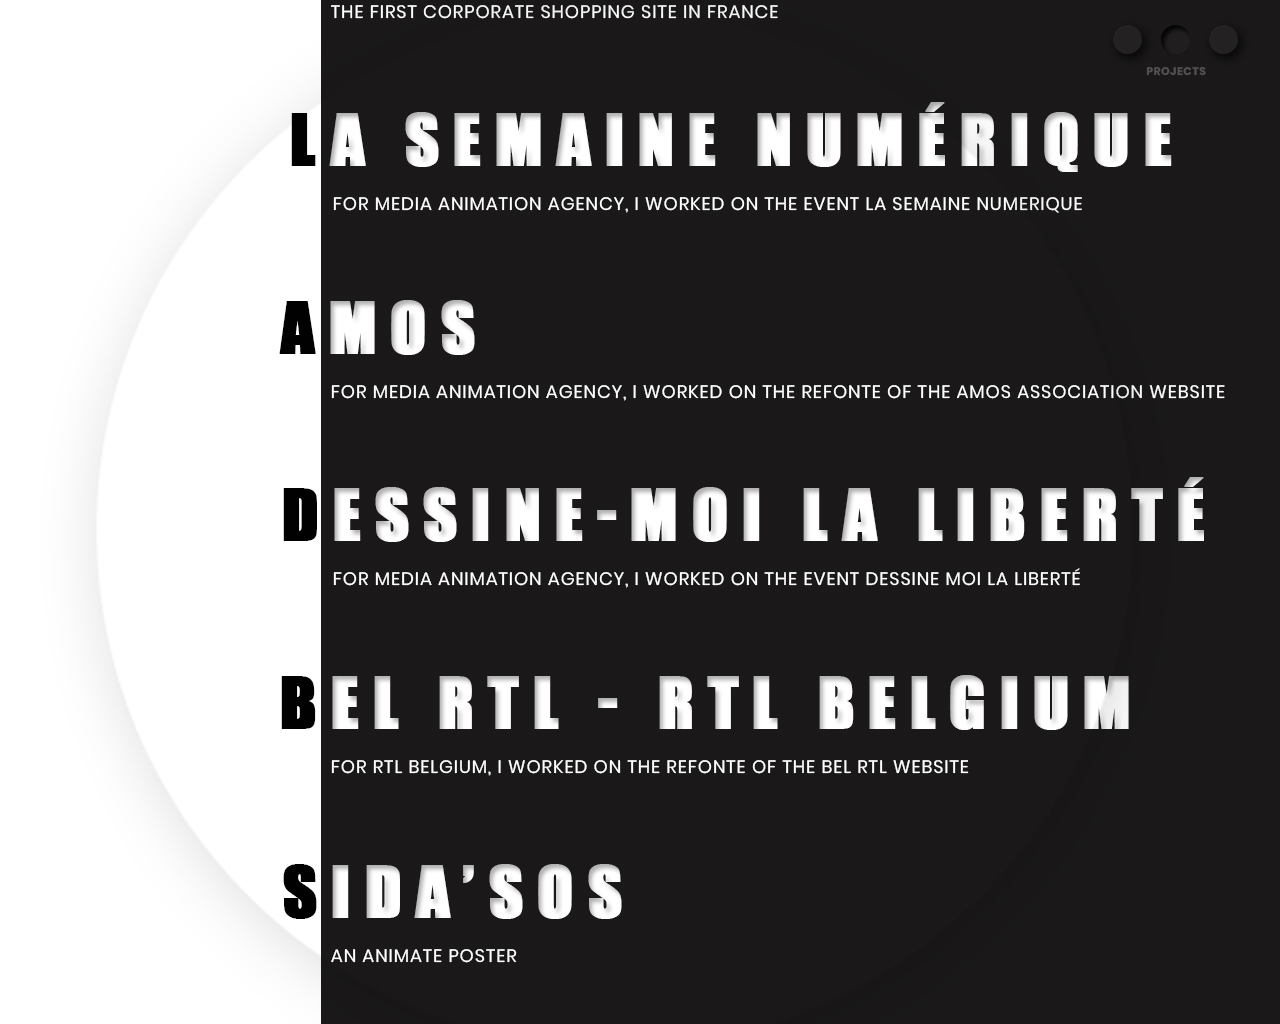 THE FIRST CORPORATE SHOPPING SITE IN FRANCE
PROJECTS
LA SEMAINE NUMÉRIQUE
FOR MEDIA ANIMATION AGENCY, I WORKED ON THE EVENT LA SEMAINE NUMERIQUE
AMOS
FOR MEDIA ANIMATION AGENCY, I WORKED ON THE REFONTE OF THE AMOS ASSOCIATION WEBSITE
DESSINE-MOI LA LIBERTÉ
FOR MEDIA ANIMATION AGENCY, I WORKED ON THE EVENT DESSINE MOI LA LIBERTÉ
BEL RTL - RTL BELGIUM
FOR RTL BELGIUM, I WORKED ON THE REFONTE OF THE BEL RTL WEBSITE
SIDA’SOS
AN ANIMATE POSTER